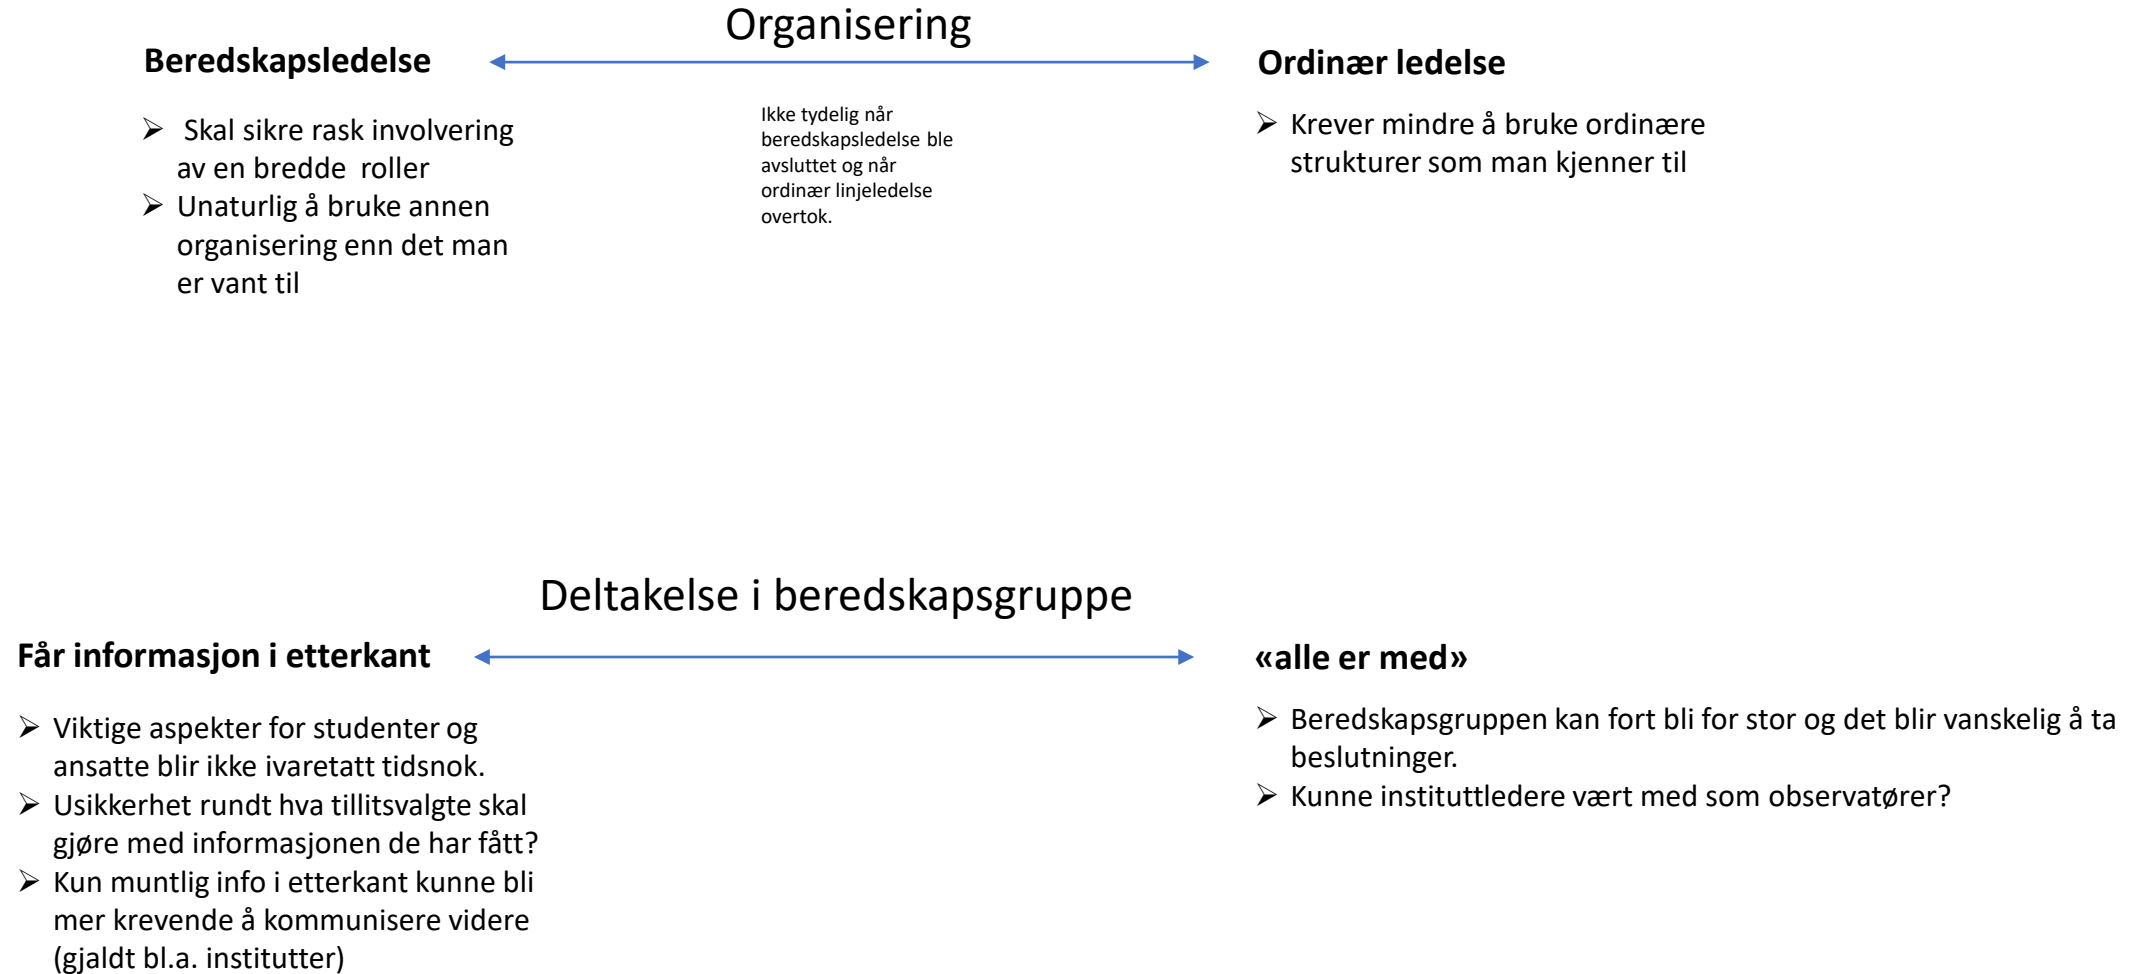 Organisering
Beredskapsledelse
➢ Skal sikre rask involvering
av en bredde roller
➢ Unaturlig å bruke annen
organisering enn det man
er vant til
Ikke tydelig når
beredskapsledelse ble
avsluttet og når
ordinær linjeledelse
overtok.
Ordinær ledelse
➢ Krever mindre å bruke ordinære
strukturer som man kjenner til
Deltakelse i beredskapsgruppe
Får informasjon i etterkant
➢ Viktige aspekter for studenter og
ansatte blir ikke ivaretatt tidsnok.
➢ Usikkerhet rundt hva tillitsvalgte skal
gjøre med informasjonen de har fått?
➢ Kun muntlig info i etterkant kunne bli
mer krevende å kommunisere videre
(gjaldt bl.a. institutter)
«alle er med»
➢ Beredskapsgruppen kan fort bli for stor og det blir vanskelig å ta
beslutninger.
➢ Kunne instituttledere vært med som observatører?